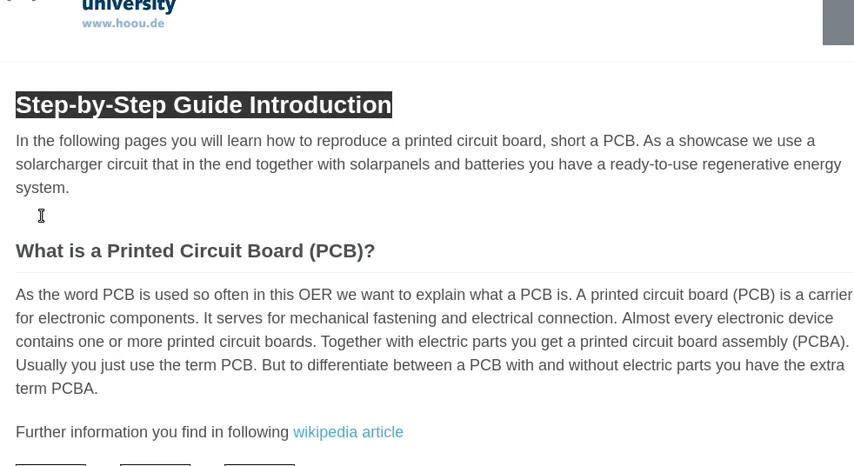 university
www.hoou.de
Step-by-Step Guide Introduction
In the following pages you will learn how to reproduce a printed circuit board, short a PCB. As a showcase we use a
solarcharger circuit that in the end together with solarpanels and batteries you have a ready-to-use regenerative energy
system.
What is a Printed Circuit Board (PCB)?
As the word PCB is used so often in this OER we want to explain what a PCB is. A printed circuit board (PCB) is a carrier
for electronic components. It serves for mechanical fastening and electrical connection. Almost every electronic device
contains one or more printed circuit boards. Together with electric parts you get a printed circuit board assembly (PCBA).
Usually you just use the term PCB. But to differentiate between a PCB with and without electric parts you have the extra
term PCBA.
Further information you find in following wikipedia article